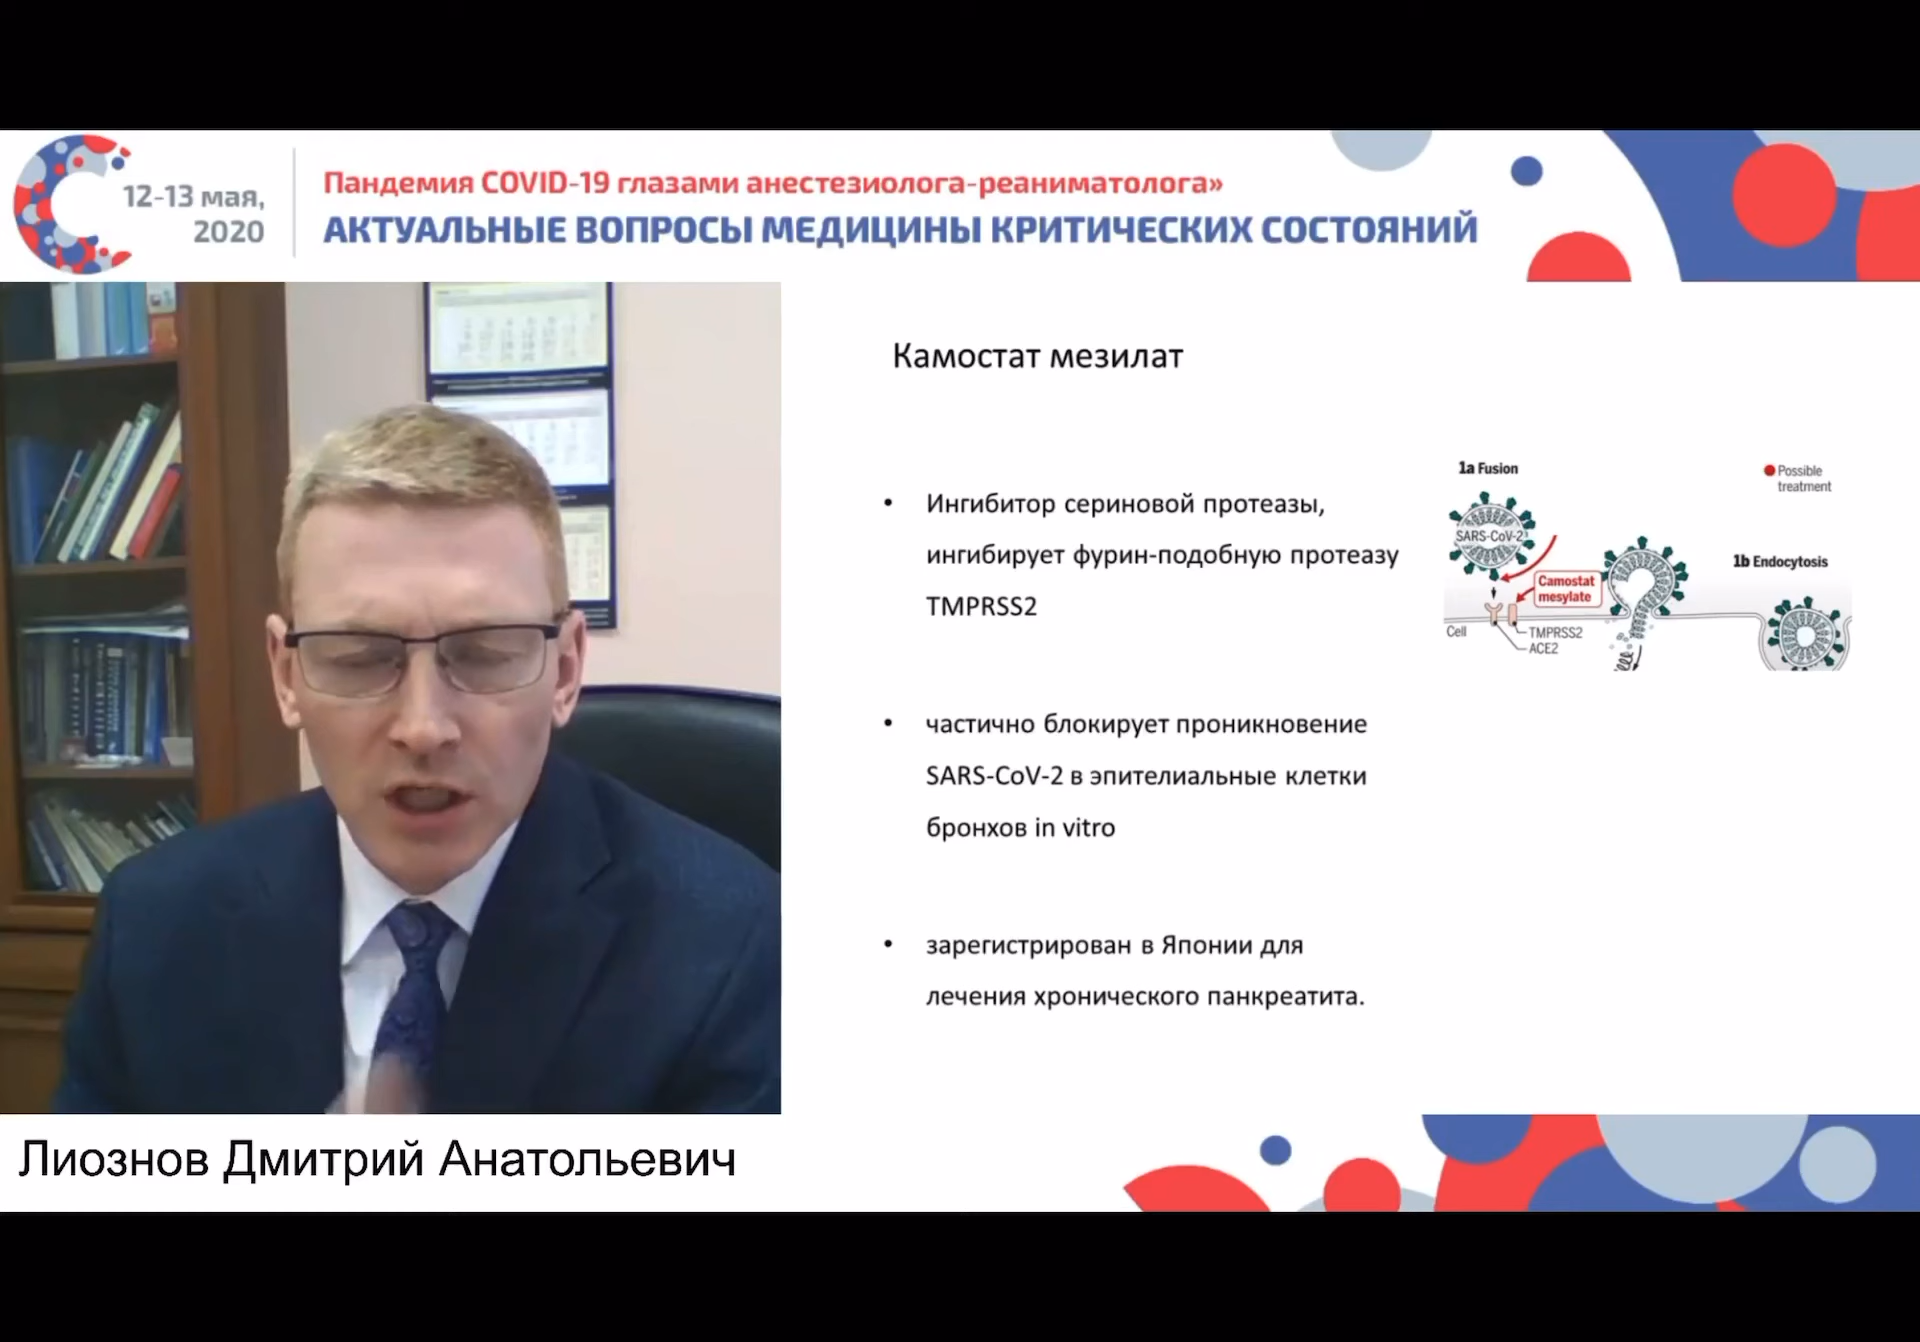 12-13 мая,
2020
Пандемия COVID-19 глазами анестезиолога-реаниматолога»
АКТУАЛЬНЫЕ ВОПРОСЫ МЕДИЦИНЫ КРИТИЧЕСКИХ СОСТОЯНИЙ
Камостат мезилат
• Ингибитор сериновой протеазы,
ингибирует фурин-подобную протеазу
TMPRSS2
• частично блокирует проникновение
SARS-CoV-2 в эпителиальные клетки
бронхов in vitro
• зарегистрирован в Японии для
лечения хронического панкреатита.
1a Fusion
Possible
treatment
SARS-CoV-2
1b Endocytosis
Camostat
mesylate
Cell
TMPRSS2
ACE2
Лиознов Дмитрий Анатольевич